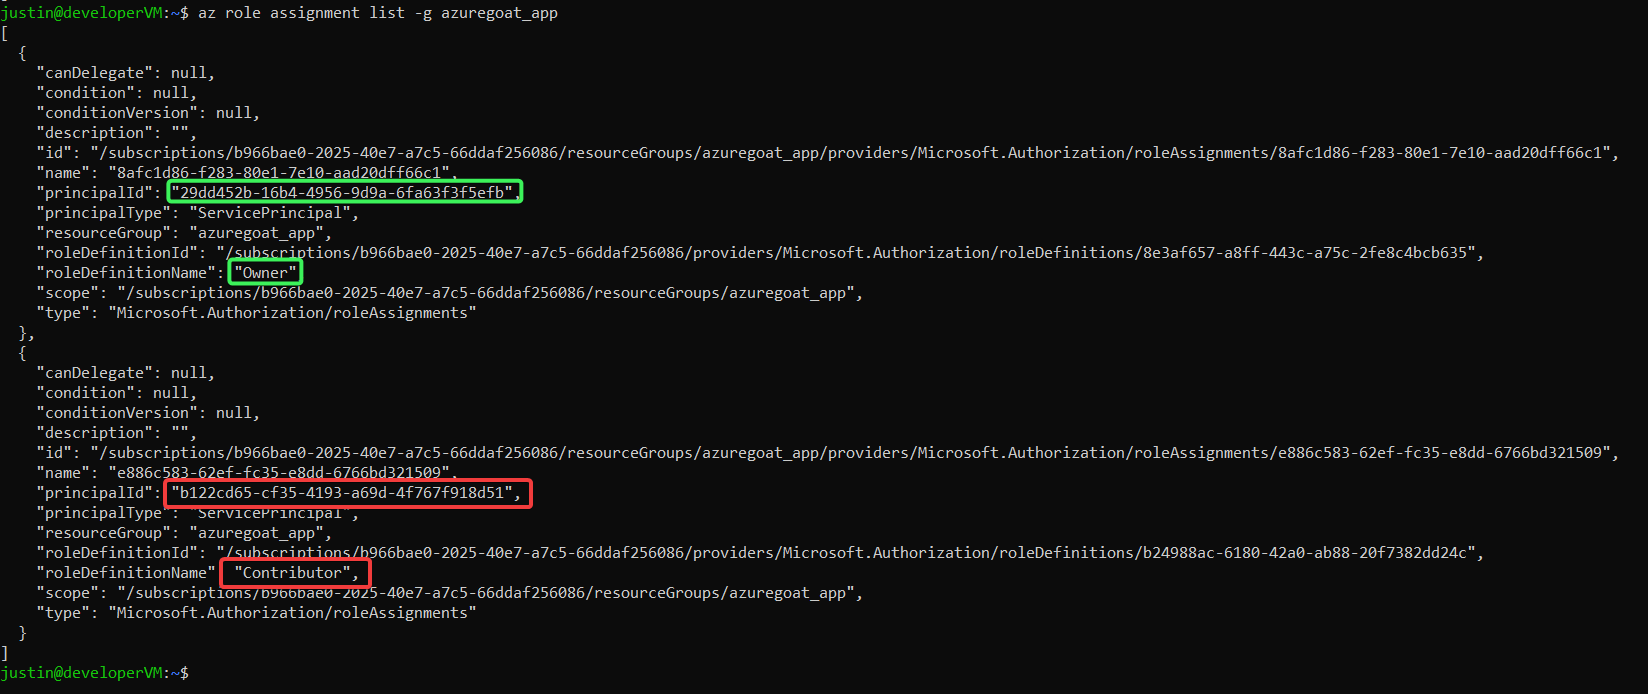 justin@developerVM:~$ az role assignment list -g azuregoat_app
[
  {
    "canDelegate": null,
    "condition": null,
    "conditionVersion": null,
    "description": "",
    "id": "/subscriptions/b966bae0-2025-40e7-a7c5-66ddaf256086/resourceGroups/azuregoat_app/providers/Microsoft.Authorization/roleAssignments/8afc1d86-f283-80e1-7e10-aad20dff66c1",
    "name": "8afc1d86-f283-80e1-7e10-aad20dff66c1",
    "principalId": "29dd452b-16b4-4956-9d9a-6fa63f3f5efb",
    "principalType": "ServicePrincipal",
    "resourceGroup": "azuregoat_app",
    "roleDefinitionId": "/subscriptions/b966bae0-2025-40e7-a7c5-66ddaf256086/providers/Microsoft.Authorization/roleDefinitions/8e3af657-a8ff-443c-a75c-2fe8c4bcb635",
    "roleDefinitionName": "Owner"
    "scope": "/subscriptions/b966bae0-2025-40e7-a7c5-66ddaf256086/resourceGroups/azuregoat_app",
    "type": "Microsoft.Authorization/roleAssignments"
  },
  {
    "canDelegate": null,
    "condition": null,
    "conditionVersion": null,
    "description": "",
    "id": "/subscriptions/b966bae0-2025-40e7-a7c5-66ddaf256086/resourceGroups/azuregoat_app/providers/Microsoft.Authorization/roleAssignments/e886c583-62ef-fc35-e8dd-6766bd321509",
    "name": "e886c583-62ef-fc35-e8dd-6766bd321509",
    "principalId": "b122cd65-cf35-4193-a69d-4f767f918d51",
    "principalType": "ServicePrincipal",
    "resourceGroup": "azuregoat_app",
    "roleDefinitionId": "/subscriptions/b966bae0-2025-40e7-a7c5-66ddaf256086/providers/Microsoft.Authorization/roleDefinitions/b24988ac-6180-42a0-ab88-20f7382dd24c",
    "roleDefinitionName" "Contributor",
    "scope": "/subscriptions/b966bae0-2025-40e7-a7c5-66ddaf256086/resourceGroups/azuregoat_app",
    "type": "Microsoft.Authorization/roleAssignments"
  }
]
justin@developerVM:~$